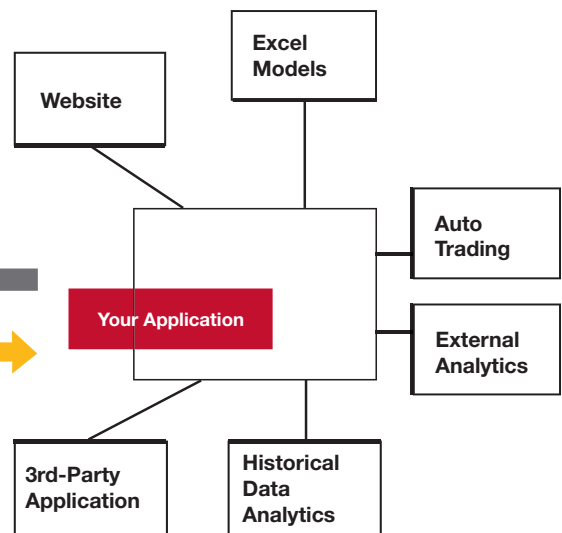 Excel
Models
Website
Auto
Trading
Your Application
External
Analytics
3rd-Party
Application
Historical
Data
Analytics